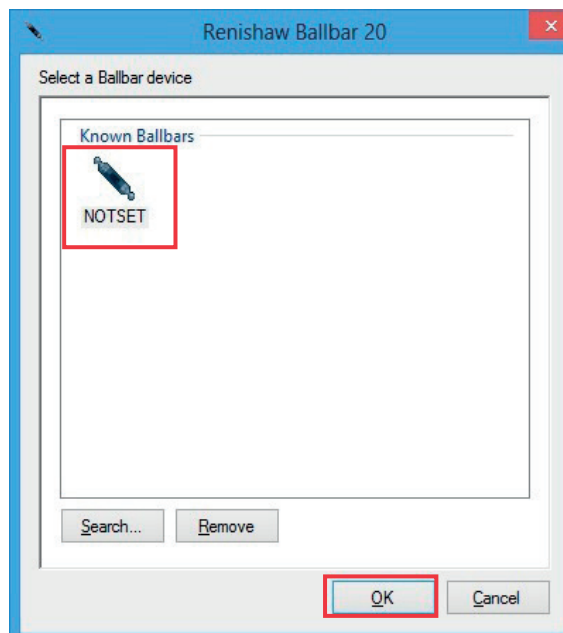 Renishaw Ballbar 20
Select a Ballbar device
Known Ballbars
NOTSET
Search... Remove
OK Cancel